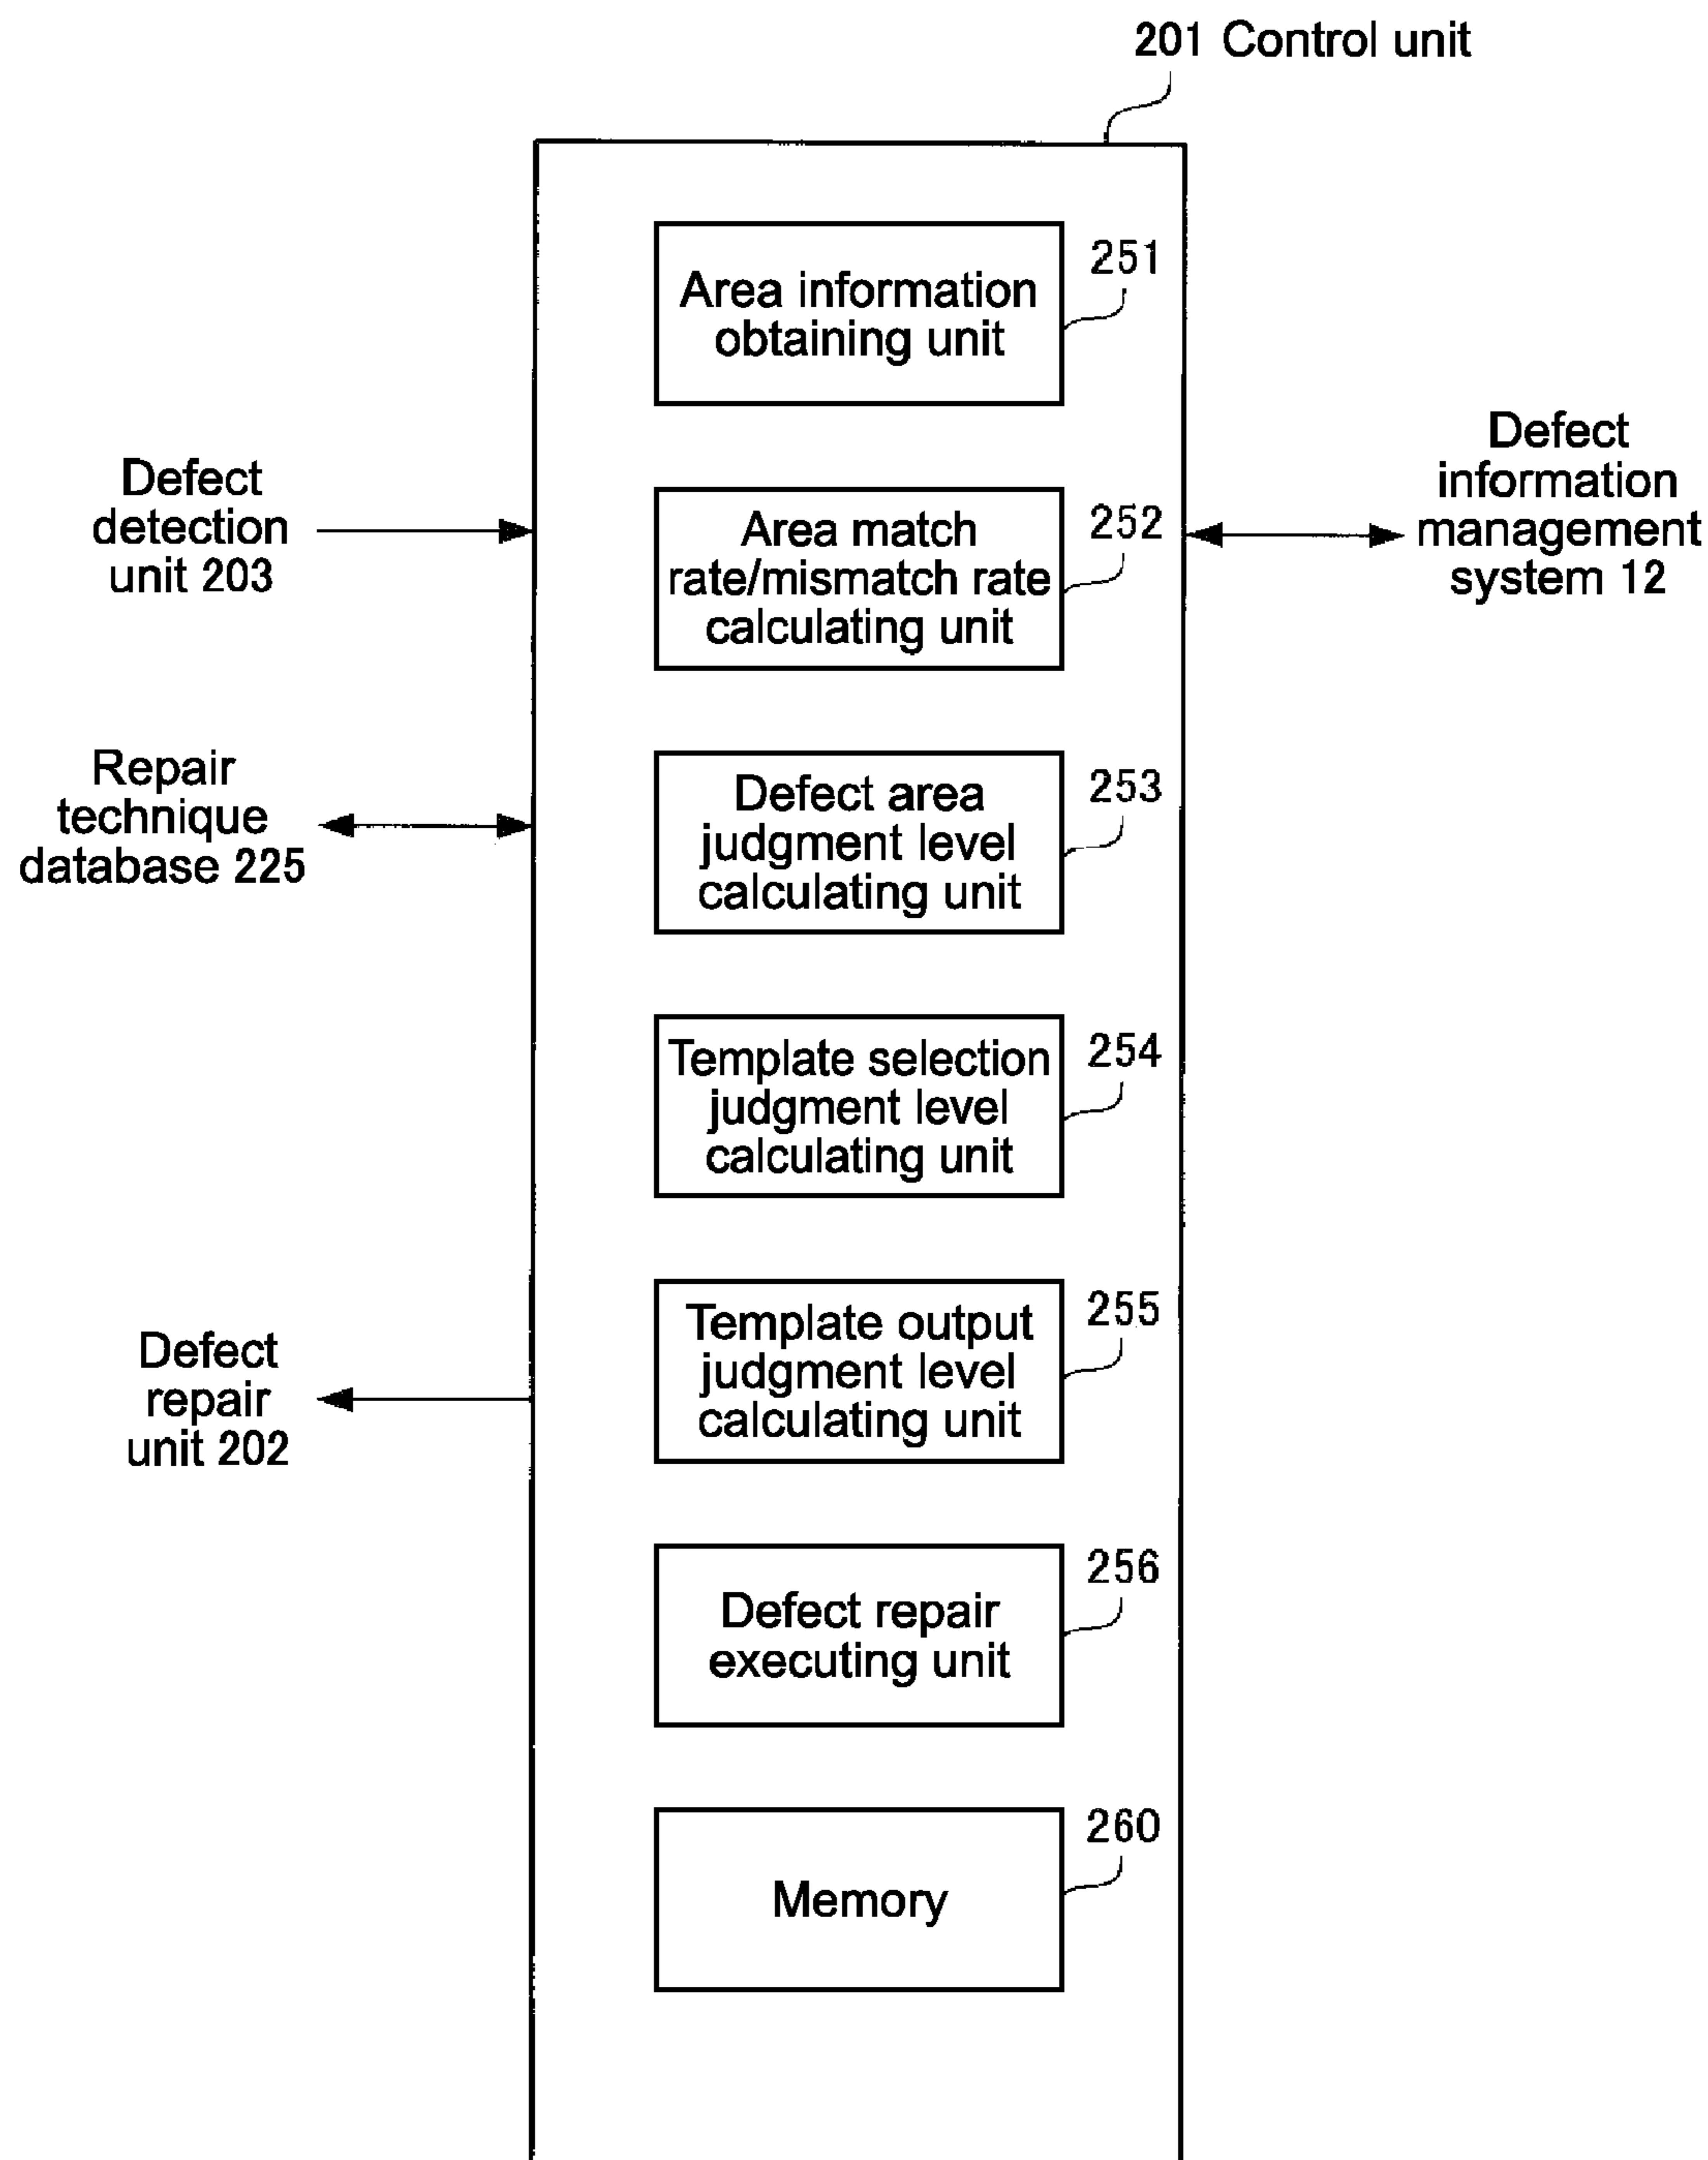 201 Control unit
251
Area information
obtaining unit
Defect
detection
unit 203
252
Area match
rate/mismatch rate
calculating unit
Defect
information
management
system 12
Repair
technique
database 225
253
Defect area
judgment level
calculating unit
254
Template selection
judgment level
calculating unit
255
Template output
judgment level
calculating unit
Defect
repair
unit 202
256
Defect repair
executing unit
260
Memory